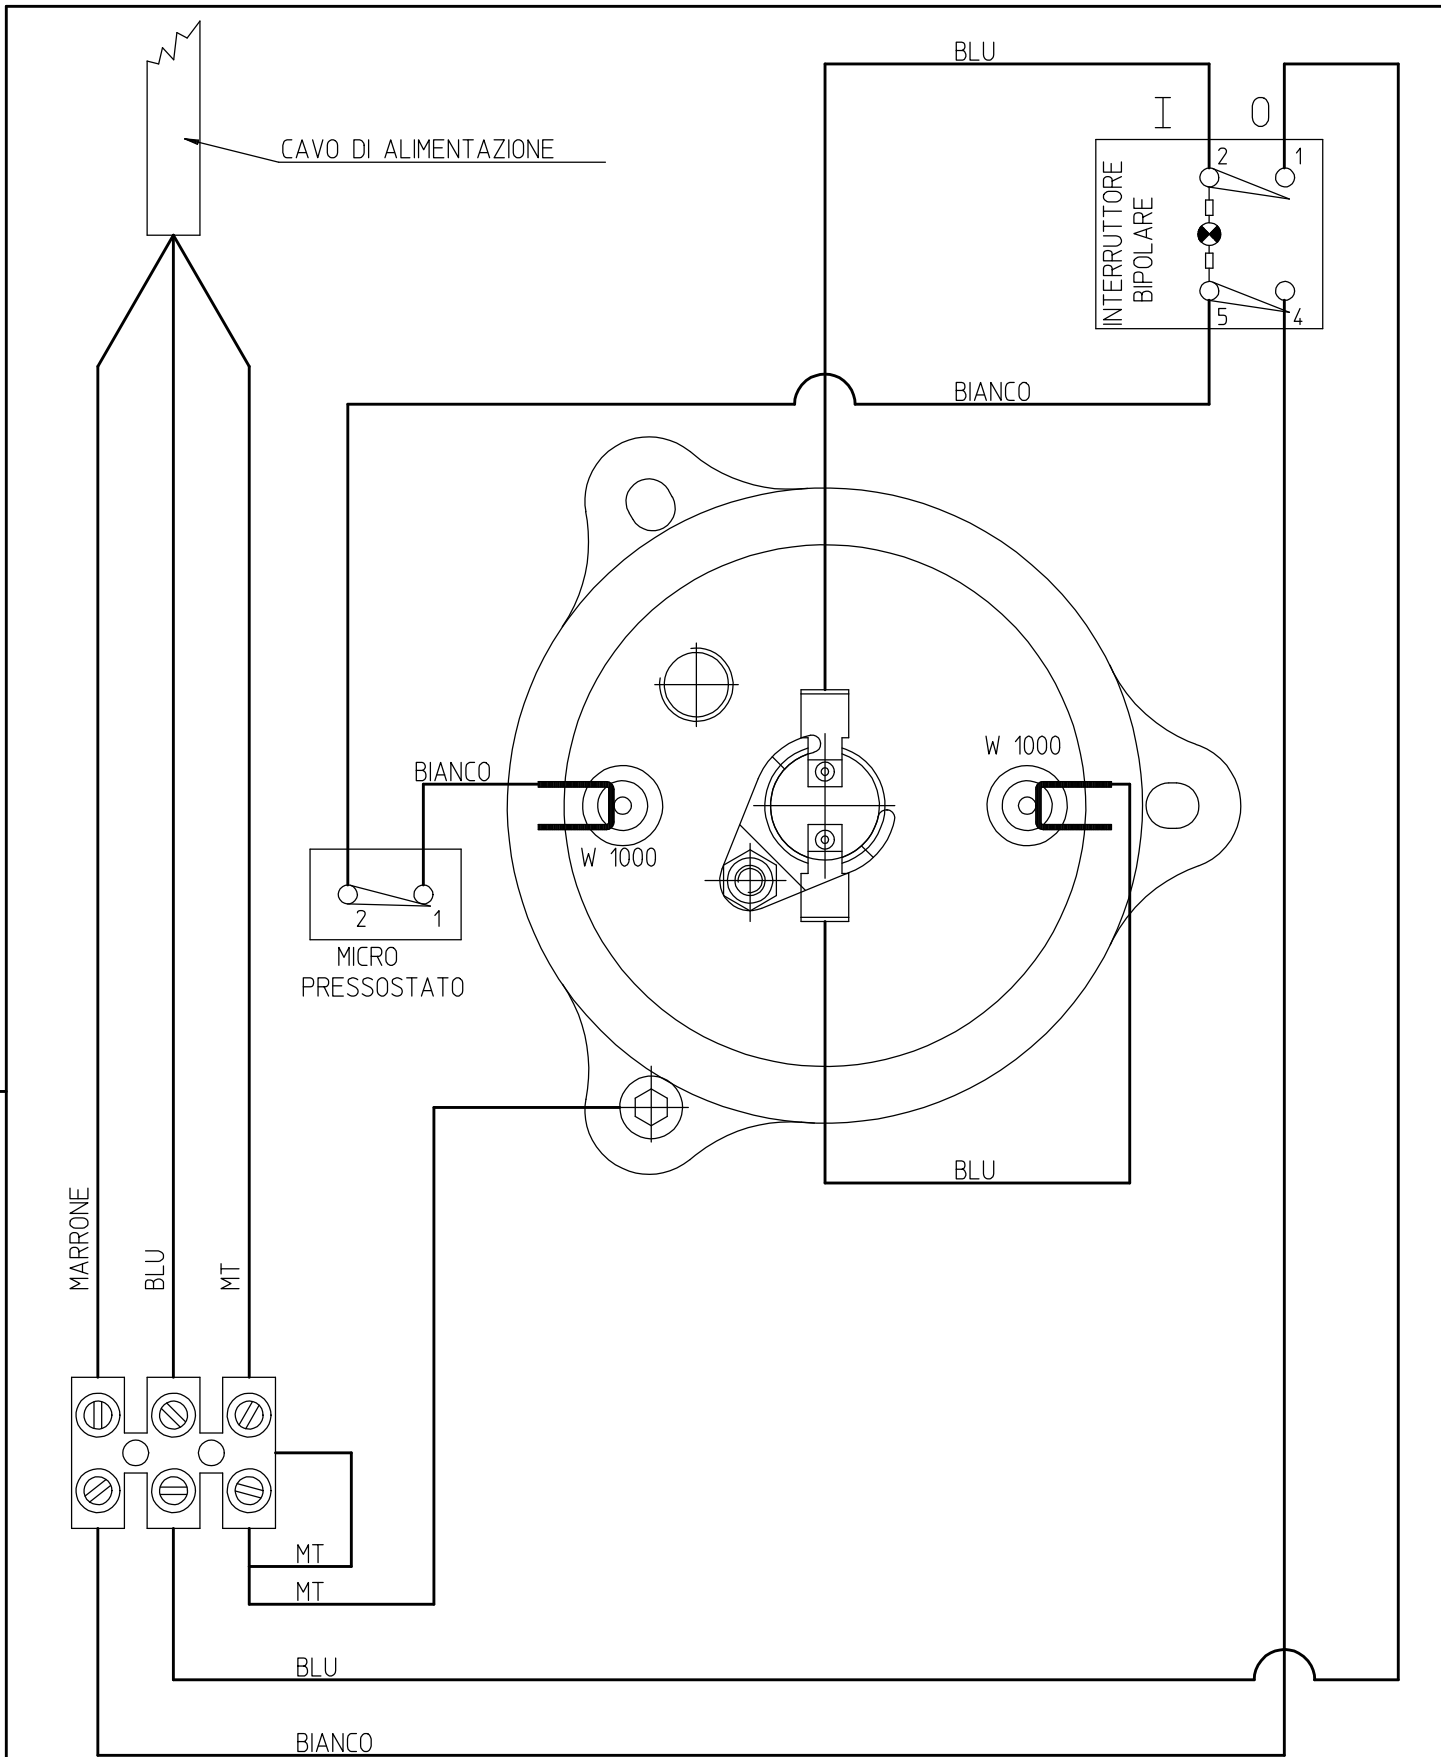 BLU
I O
CAVO DI ALIMENTAZIONE
2 1
INTERRUTTORE
BIPOLARE
5 4
BIANCO
W 1000
BIANCO
W 1000
2 1
MICRO
PRESSOSTATO
BLU
MARRONE
BLU
MT
MT
MT
BLU
BIANCO